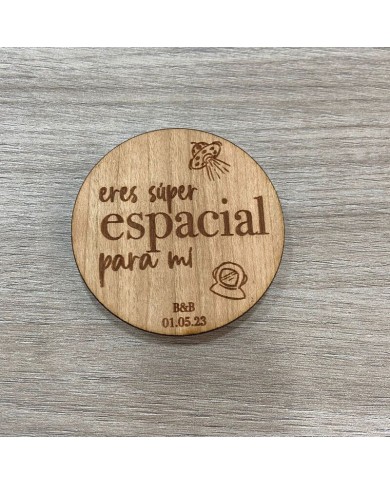 eres súper
espacial
para mí
B&B
01.05.23